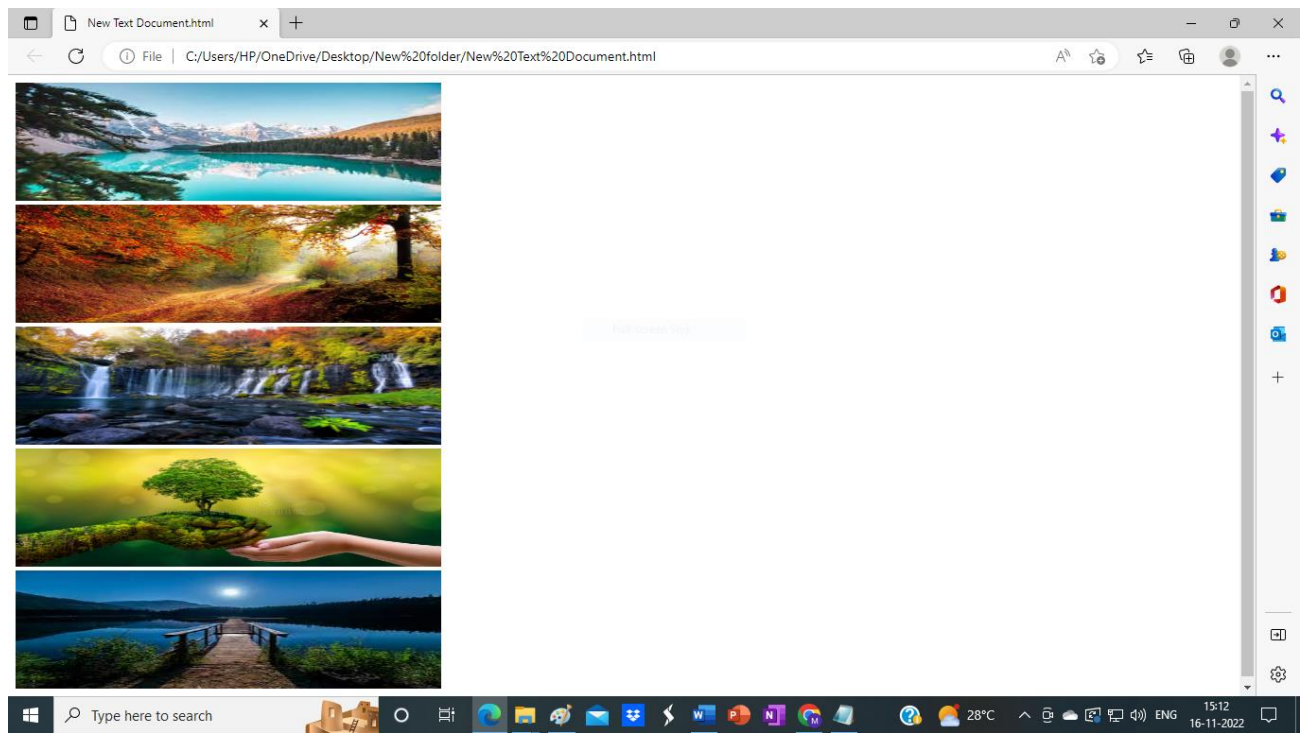 New Text Document.html
File
C:/Users/HP/OneDrive/Desktop/New%20folder/New%20Text%20Document.html
Type here to search
28°C
ENG
15:12
16-11-2022